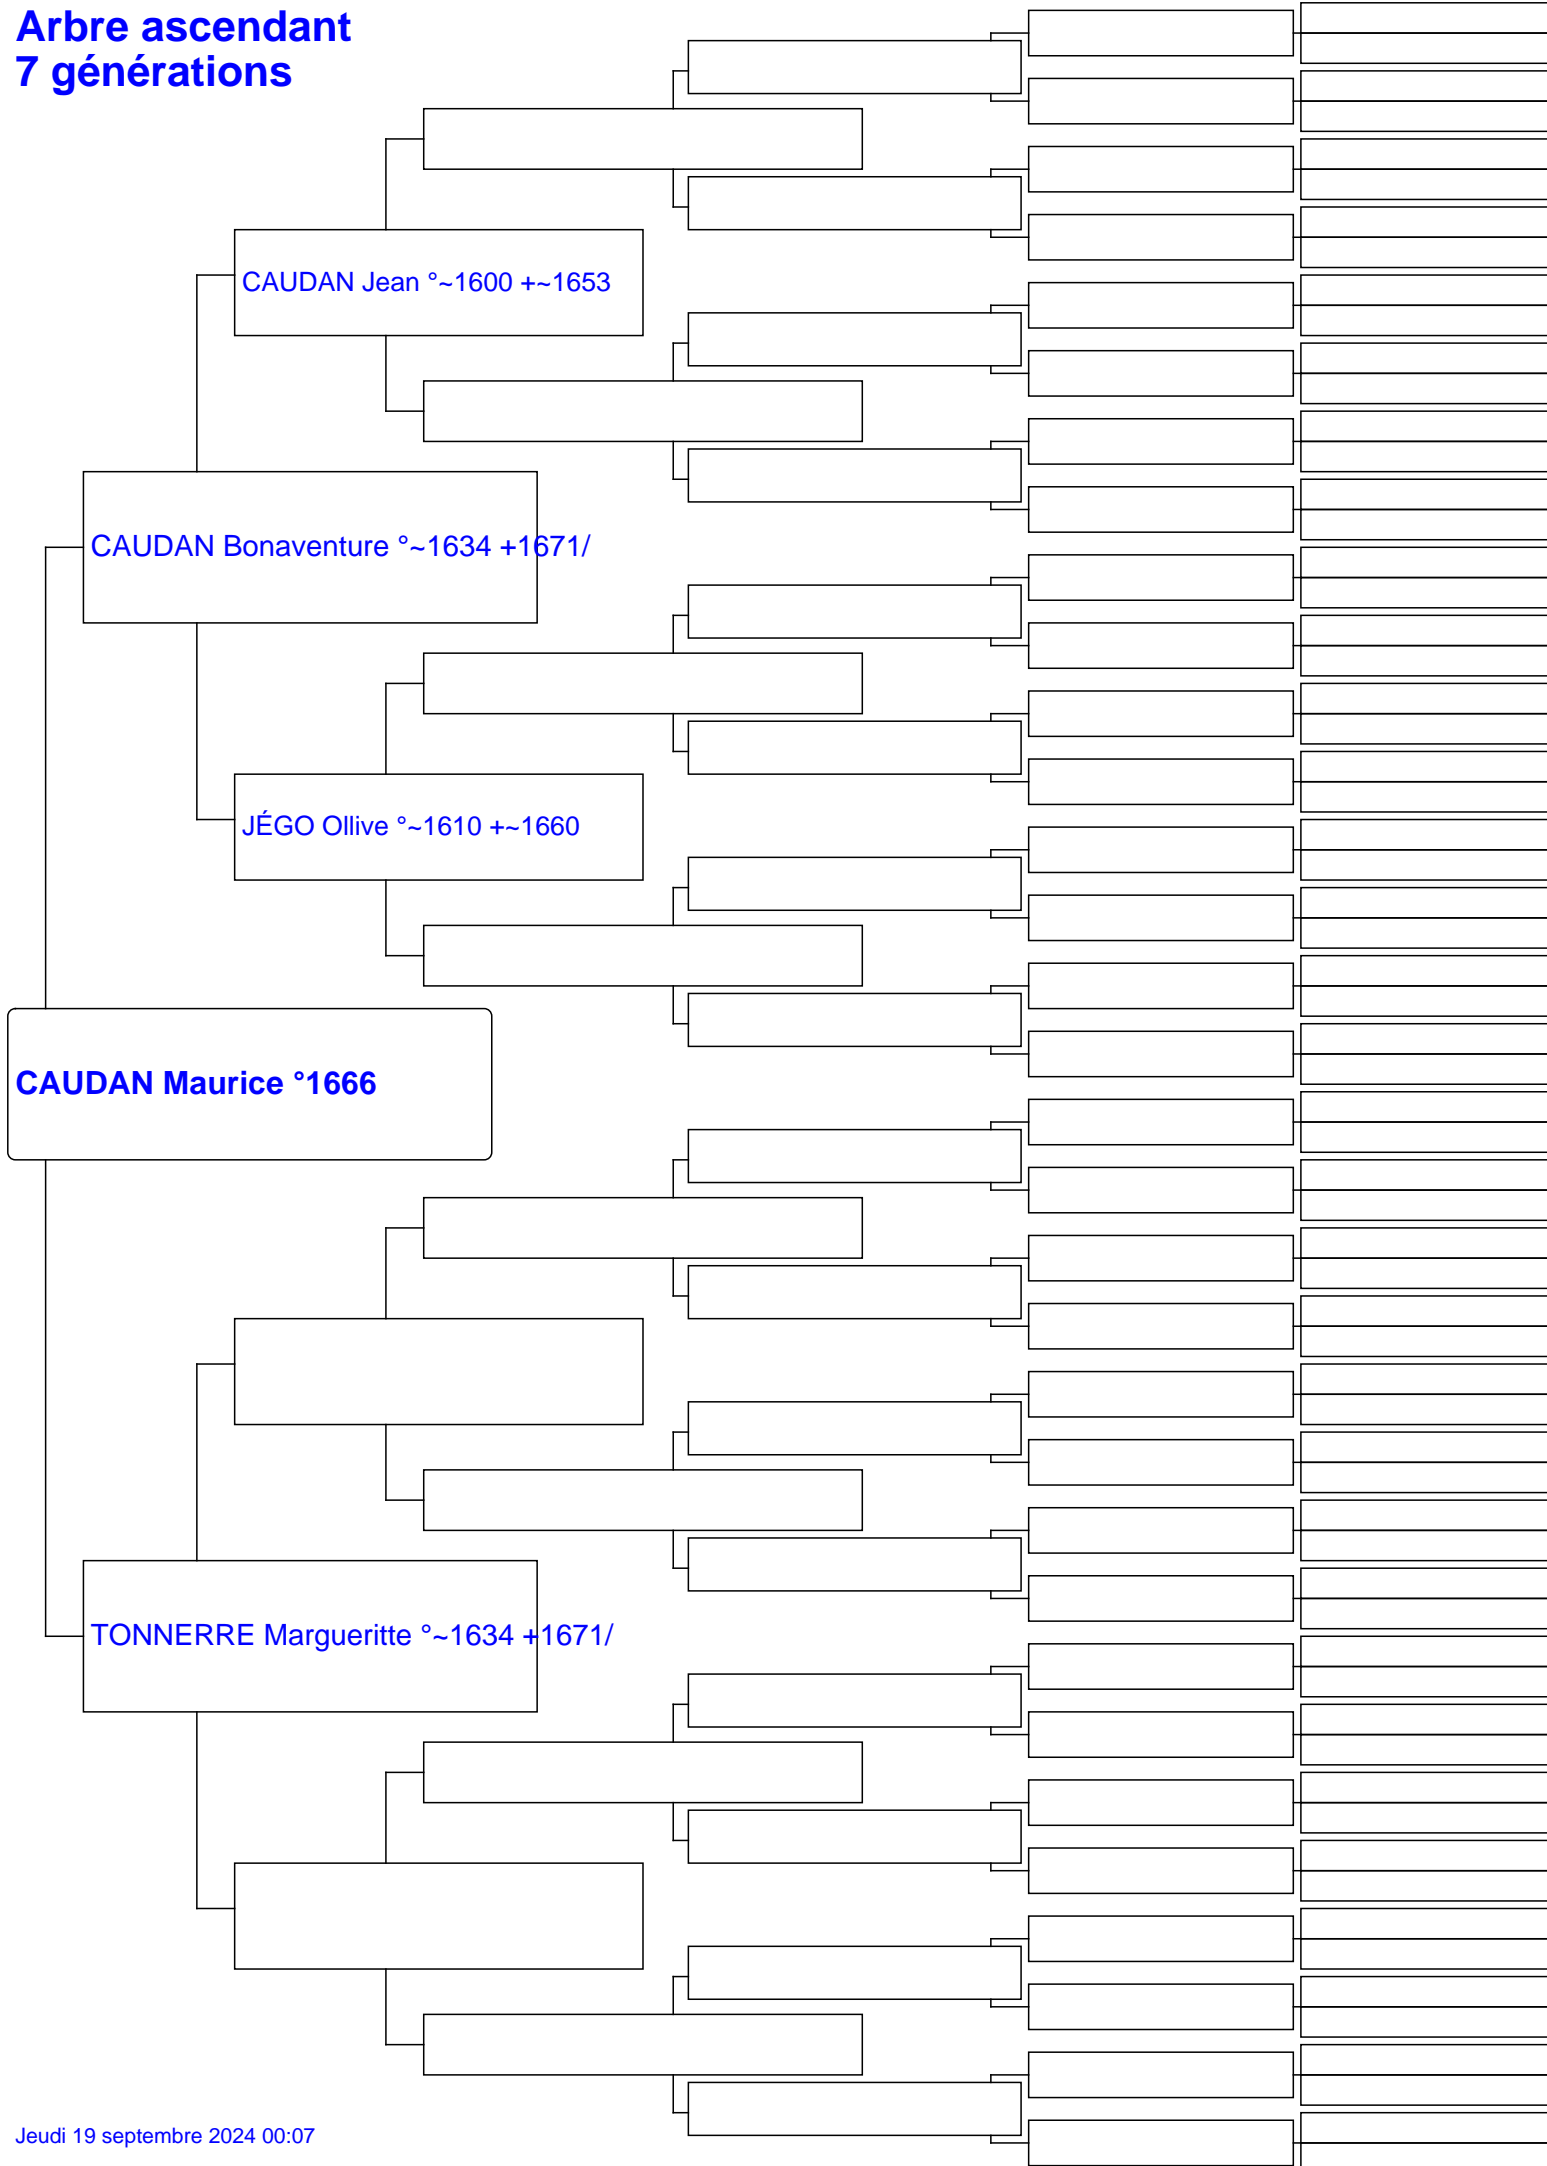 Arbre ascendant
7 générations
CAUDAN Jean °~1600 +~1653
CAUDAN Bonaventure °~1634 +1671/
JÉGO Ollive °~1610 +~1660
CAUDAN Maurice °1666
TONNERRE Margueritte °~1634 +1671/
Jeudi 19 septembre 2024 00:07